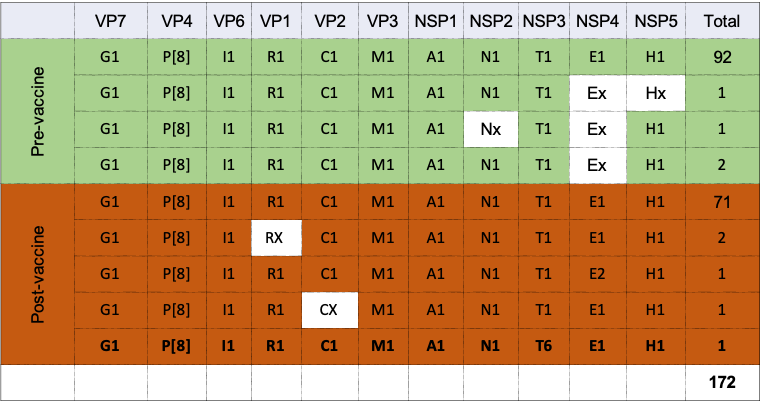 VP7 VP4 VP6 VP1 VP2 VP3 NSP1 NSP2 NSP3 NSP4 NSP5 Total
Pre-vaccine
G1 P[8] I1 R1 C1 M1 A1 N1 T1 E1 H1 92
G1 P[8] I1 R1 C1 M1 A1 N1 T1 Ex Hx 1
G1 P[8] I1 R1 C1 M1 A1 Nx T1 Ex H1 1
G1 P[8] I1 R1 C1 M1 A1 N1 T1 Ex H1 2
Post-vaccine
G1 P[8] I1 R1 C1 M1 A1 N1 T1 E1 H1 71
G1 P[8] I1 RX C1 M1 A1 N1 T1 E1 H1 2
G1 P[8] I1 R1 C1 M1 A1 N1 T1 E2 H1 1
G1 P[8] I1 R1 CX M1 A1 N1 T1 E1 H1 1
G1 P[8] I1 R1 C1 M1 A1 N1 T6 E1 H1 1
172